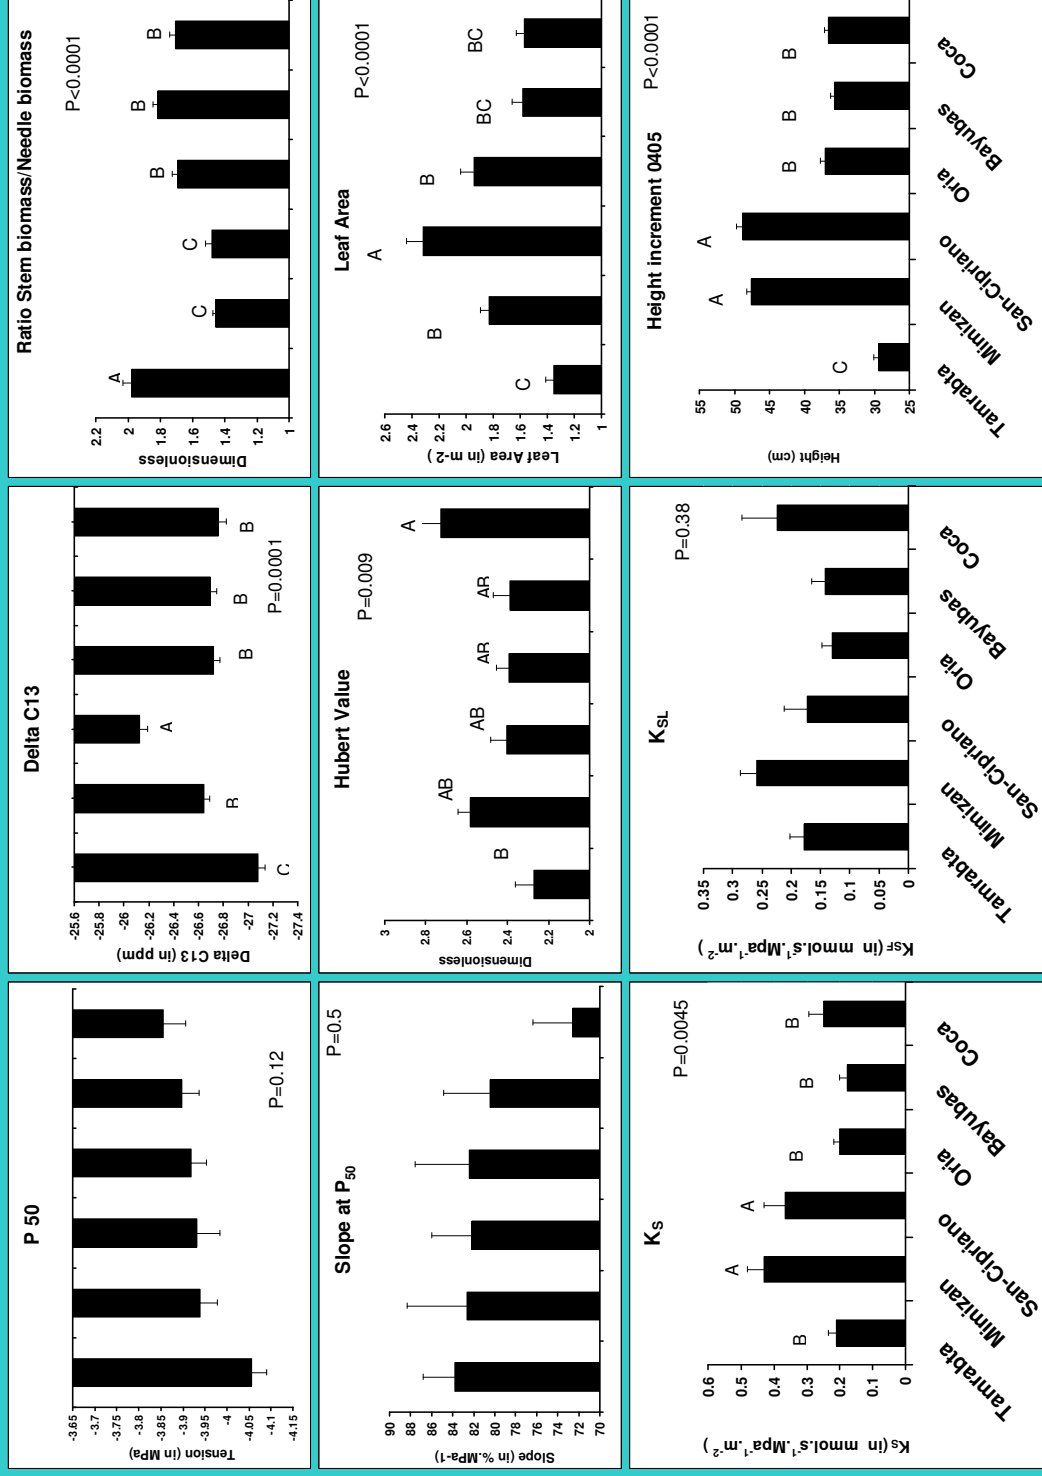 P 50
-3.65
-3.7
-3.75
-3.8
-3.85
-3.9
-3.95
-4
-4.05
-4.1
-4.15
Tension (in MPa)
P=0.12
Delta C13
-25.6
-25.8
-26
-26.2
-26.4
-26.6
-26.8
-27
-27.2
-27.4
Delta C13 (in ppm)
C B A B B B
P=0.0001
Ratio Stem biomass/Needle biomass
P<0.0001
2.2
2
1.8
1.6
1.4
1.2
1
Dimensionless
A C C B B B
Slope at P50
P=0.5
90
88
86
84
82
80
78
76
74
72
70
Slope (in %.MPa-1)
Hubert Value
P=0.009
3
2.8
2.6
2.4
2.2
2
Dimensionless
B AB AB AB AB A
Leaf Area
P<0.0001
2.6
2.4
2.2
2
1.8
1.6
1.4
1.2
1
Leaf Area (in m-2 )
C B A B BC BC
KS
P=0.0045
0.6
0.5
0.4
0.3
0.2
0.1
0
KS (in mmol.s-1.Mpa-1.m-2 )
B A A B B B
Tamrabta
Mimizan
San-Cipriano
Oria
Bayubas
Coca
KSL
P=0.38
0.35
0.3
0.25
0.2
0.15
0.1
0.05
0
KSF (in mmol.s-1.Mpa-1.m-2 )
Tamrabta
Mimizan
San-Cipriano
Oria
Bayubas
Coca
Height increment 0405
P<0.0001
55
50
45
40
35
30
25
Height (cm)
C A A B B B
Tamrabta
Mimizan
San-Cipriano
Oria
Bayubas
Coca